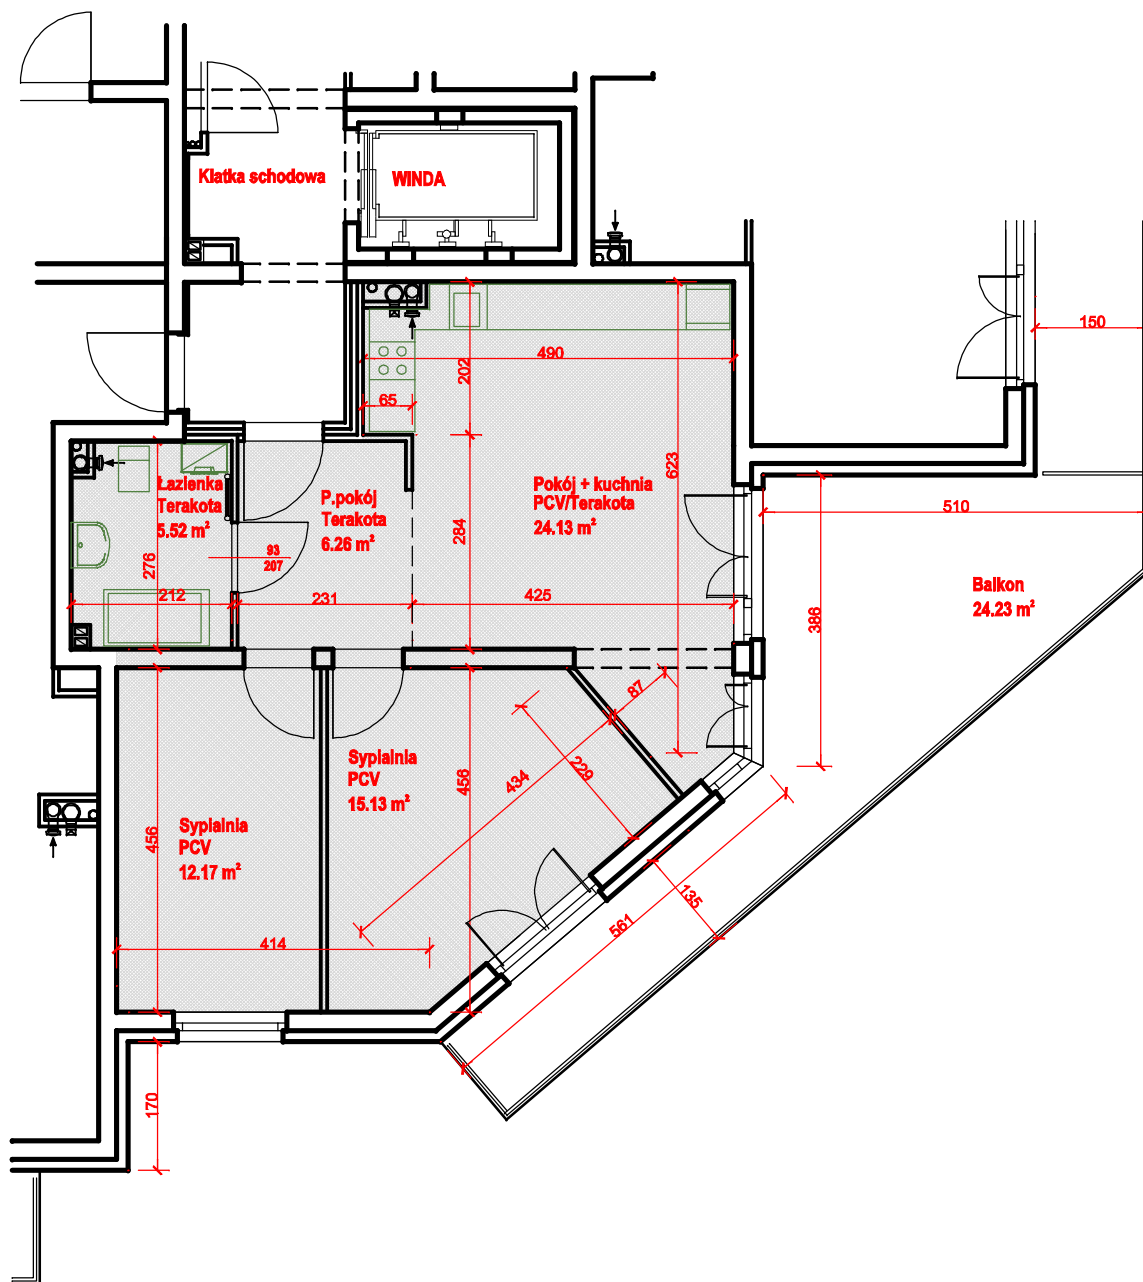 Klatka schodowa
WINDA
150
490
202
65
623
Łazienka
Terakota
5.52 m²
P.pokój
Terakota
6.26 m²
Pokój + kuchnia
PCV/Terakota
24.13 m²
510
284
276
93
207
212
231
425
Balkon
24.23 m²
386
87
Sypialnia
PCV
15.13 m²
434
229
456
Sypialnia
PCV
12.17 m²
456
135
561
414
170